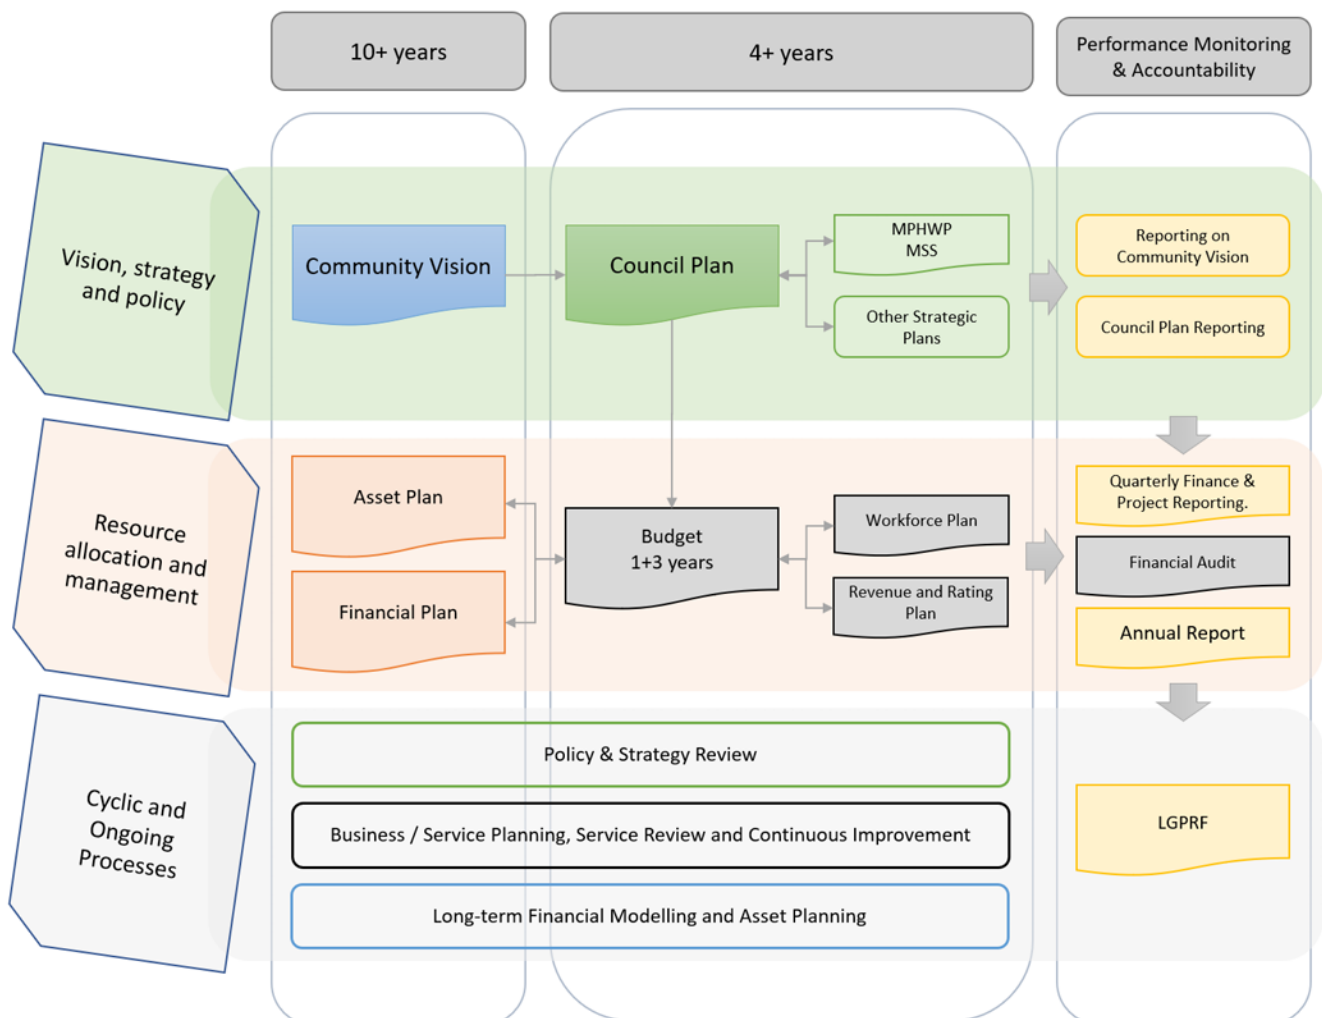 10+ years
4+ years
Performance Monitoring
& Accountability
Vision, strategy
and policy
Community Vision
Council Plan
MPHWP
MSS
Other Strategic
Plans
Reporting on
Community Vision
Council Plan Reporting
Resource
allocation and
management
Asset Plan
Financial Plan
Budget
1+3 years
Workforce Plan
Revenue and Rating
Plan
Quarterly Finance &
Project Reporting.
Financial Audit
Annual Report
Cyclic and
Ongoing
Processes
Policy & Strategy Review
Business / Service Planning, Service Review and Continuous Improvement
Long-term Financial Modelling and Asset Planning
LGPRF